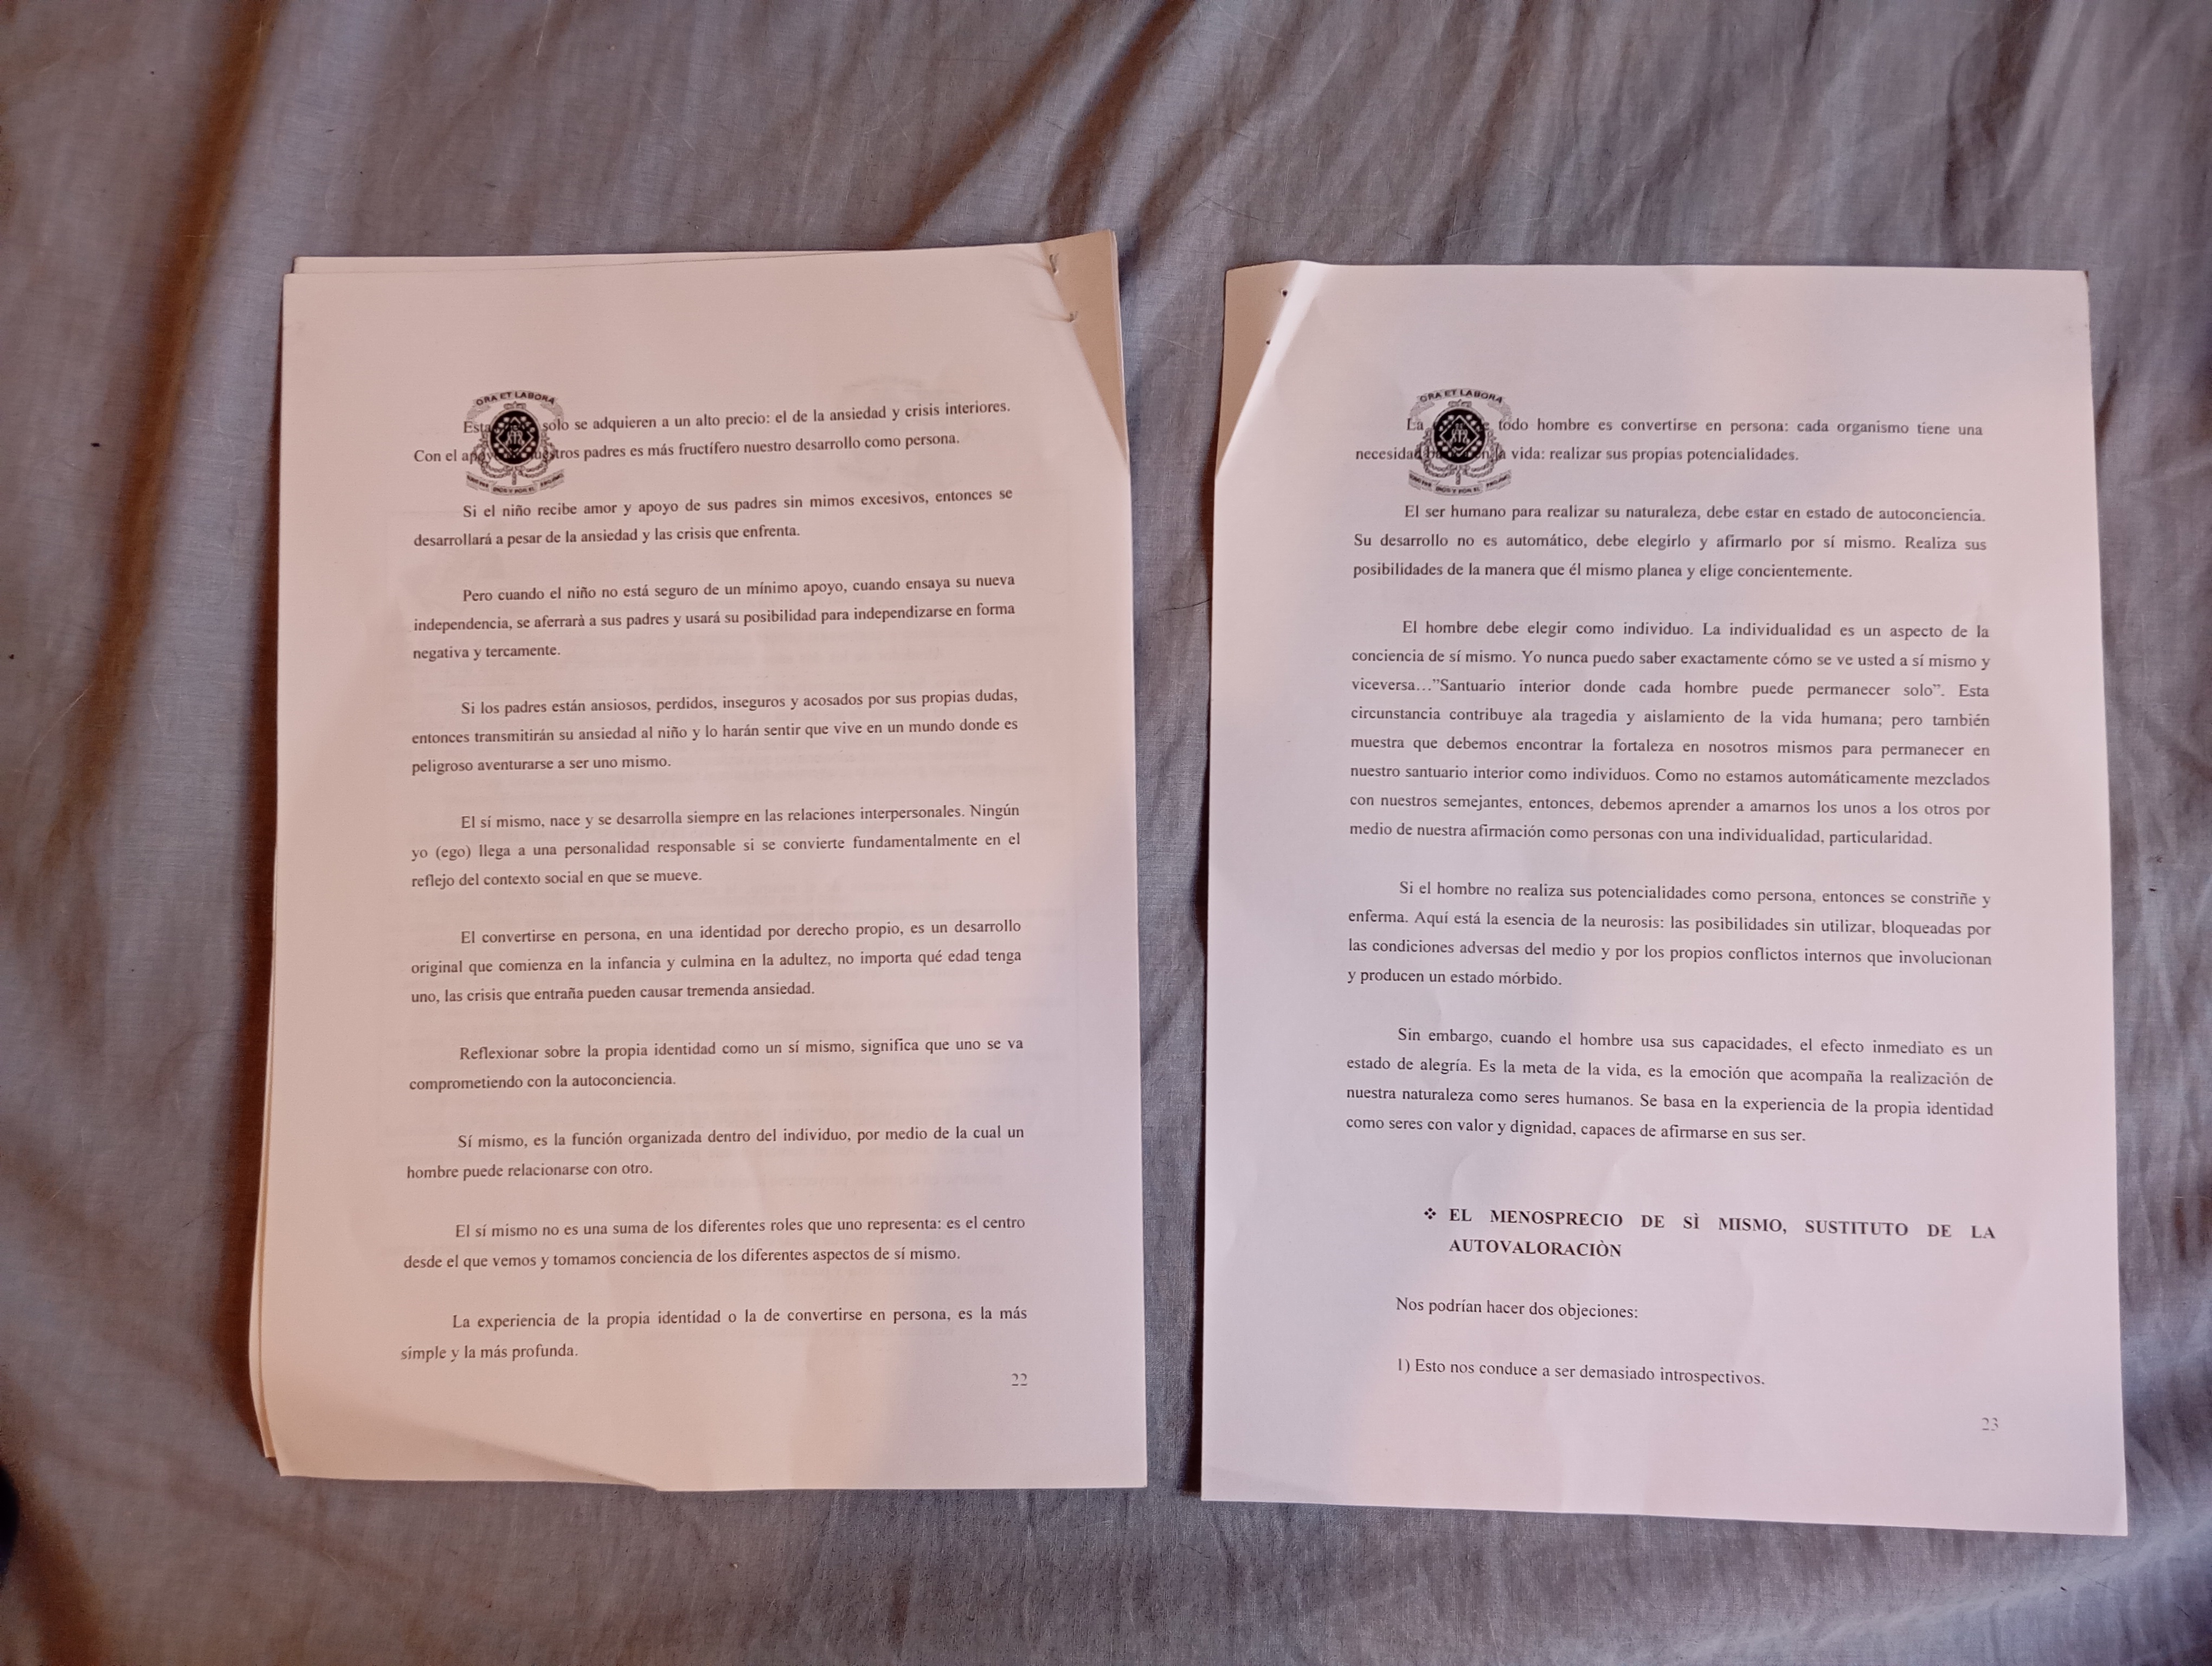 ORA ET LABORA
Esta solo se adquieren a un alto precio: el de la ansiedad y crisis interiores.
Con el nuestros padres es más fructífero nuestro desarrollo como persona.
Si el niño recibe amor y apoyo de sus padres sin mimos excesivos, entonces se
desarrollará a pesar de la ansiedad y las crisis que enfrenta.
Pero cuando el niño no está seguro de un mínimo apoyo, cuando ensaya su nueva
independencia, se aferrarà a sus padres y usará su posibilidad para independizarse en forma
negativa y tercamente.
Si los padres están ansiosos, perdidos, inseguros y acosados por sus propias dudas,
entonces transmitirán su ansiedad al niño y lo harán sentir que vive en un mundo donde es
peligroso aventurarse a ser uno mismo.
El sí mismo, nace y se desarrolla siempre en las relaciones interpersonales. Ningún
yo (ego) llega a una personalidad responsable si se convierte fundamentalmente en el
reflejo del contexto social en que se mueve.
El convertirse en persona, en una identidad por derecho propio, es un desarrollo
original que comienza en la infancia y culmina en la adultez, no importa qué edad tenga
uno, las crisis que entraña pueden causar tremenda ansiedad.
Reflexionar sobre la propia identidad como un sí mismo, significa que uno se va
comprometiendo con la autoconciencia.
Sí mismo, es la función organizada dentro del individuo, por medio de la cual un
hombre puede relacionarse con otro.
El sí mismo no es una suma de los diferentes roles que uno representa: es el centro
desde el que vemos y tomamos conciencia de los diferentes aspectos de sí mismo.
La experiencia de la propia identidad o la de convertirse en persona, es la más
simple y la más profunda.
22
ORA ET LABORA
La todo hombre es convertirse en persona: cada organismo tiene una
necesidad la vida: realizar sus propias potencialidades.
El ser humano para realizar su naturaleza, debe estar en estado de autoconciencia.
Su desarrollo no es automático, debe elegirlo y afirmarlo por sí mismo. Realiza sus
posibilidades de la manera que él mismo planea y elige concientemente.
El hombre debe elegir como individuo. La individualidad es un aspecto de la
conciencia de sí mismo. Yo nunca puedo saber exactamente cómo se ve usted a sí mismo y
viceversa…”Santuario interior donde cada hombre puede permanecer solo”. Esta
circunstancia contribuye ala tragedia y aislamiento de la vida humana; pero también
muestra que debemos encontrar la fortaleza en nosotros mismos para permanecer en
nuestro santuario interior como individuos. Como no estamos automáticamente mezclados
con nuestros semejantes, entonces, debemos aprender a amarnos los unos a los otros por
medio de nuestra afirmación como personas con una individualidad, particularidad.
Si el hombre no realiza sus potencialidades como persona, entonces se constriñe y
enferma. Aquí está la esencia de la neurosis: las posibilidades sin utilizar, bloqueadas por
las condiciones adversas del medio y por los propios conflictos internos que involucionan
y producen un estado mórbido.
Sin embargo, cuando el hombre usa sus capacidades, el efecto inmediato es un
estado de alegría. Es la meta de la vida, es la emoción que acompaña la realización de
nuestra naturaleza como seres humanos. Se basa en la experiencia de la propia identidad
como seres con valor y dignidad, capaces de afirmarse en sus ser.
❖ EL MENOSPRECIO DE SÌ MISMO, SUSTITUTO DE LA
AUTOVALORACIÒN
Nos podrían hacer dos objeciones:
1) Esto nos conduce a ser demasiado introspectivos.
23